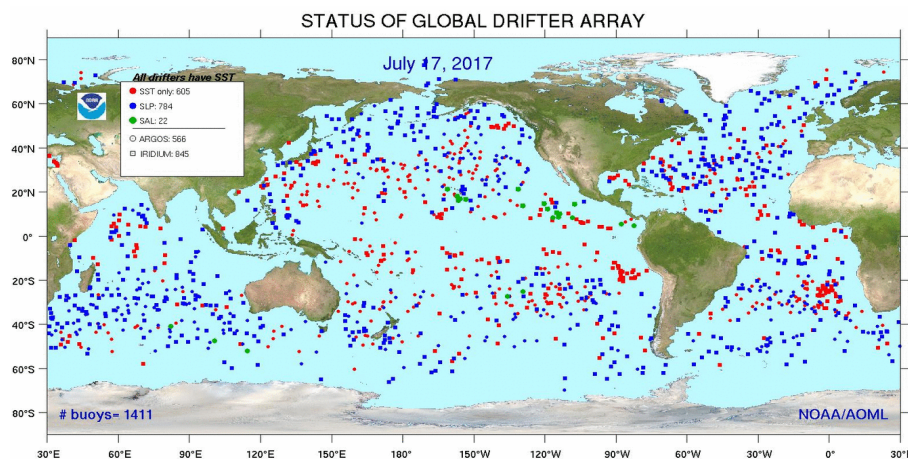 STATUS OF GLOBAL DRIFTER ARRAY
July 17, 2017
All drifters have SST
SST only: 605
SLP: 784
SAL: 22
ARGOS: 566
IRIDIUM: 845
NOAA
80°N
60°N
40°N
20°N
0°
20°S
40°S
60°S
80°S
# buoys= 1411
NOAA/AOML
30°E 60°E 90°E 120°E 150°E 180° 150°W 120°W 90°W 60°W 30°W 0° 30°E